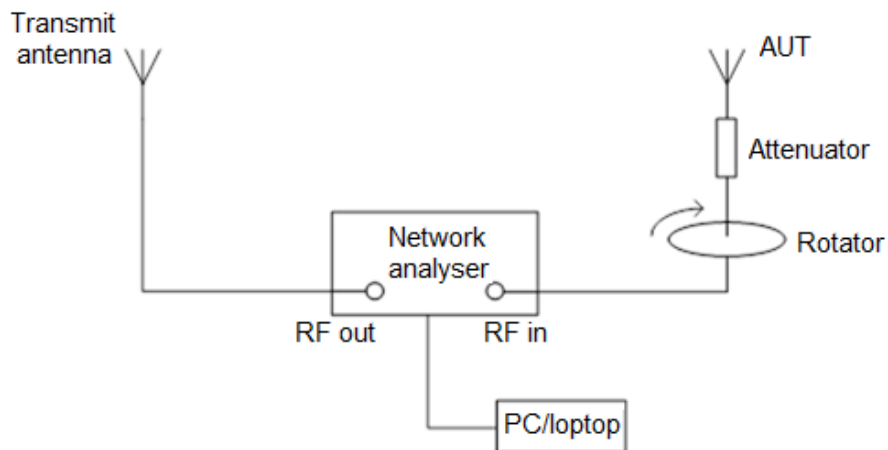 Transmit
antenna
AUT
Attenuator
Rotator
Network
analyser
RF out
RF in
PC/loptop